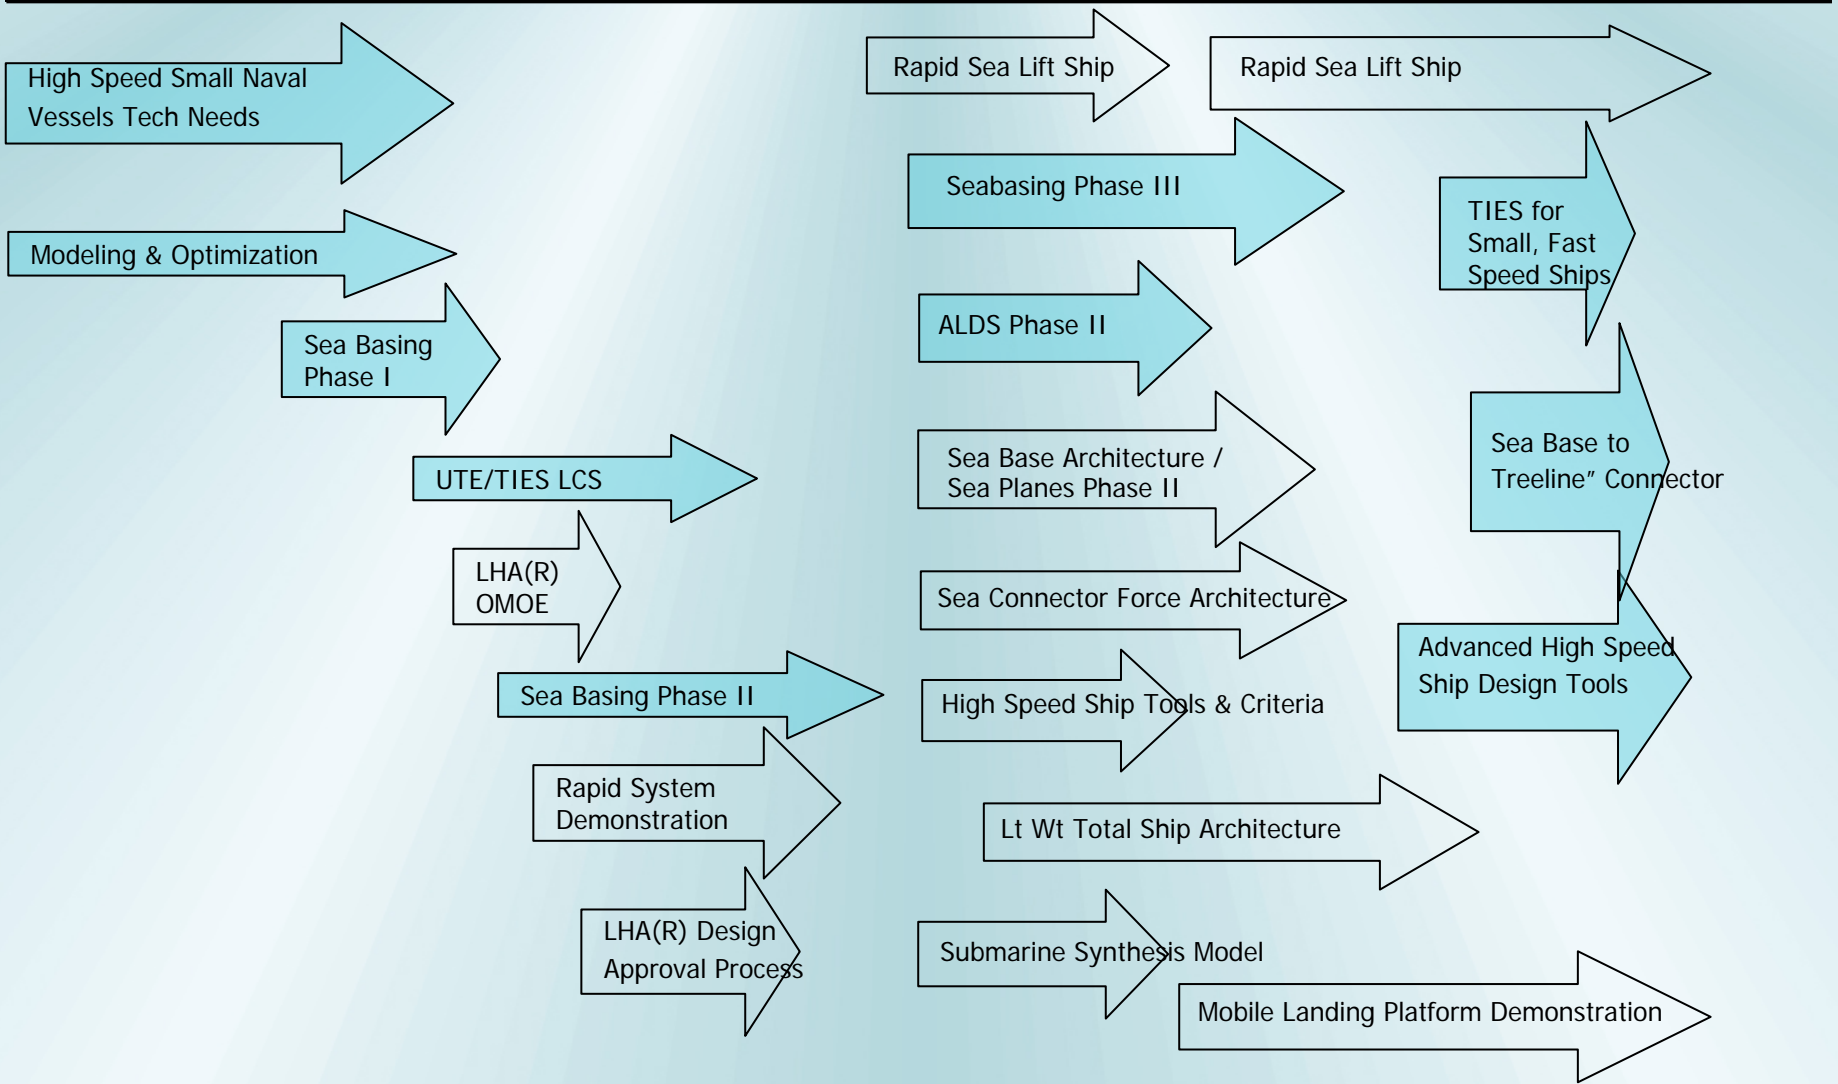 High Speed Small Naval
Vessels Tech Needs
Modeling & Optimization
Sea Basing
Phase I
UTE/TIES LCS
LHA(R)
OMOE
Sea Basing Phase II
Rapid System
Demonstration
LHA(R) Design
Approval Process
Rapid Sea Lift Ship
Rapid Sea Lift Ship
Seabasing Phase III
TIES for
Small, Fast
Speed Ships
ALDS Phase II
Sea Base Architecture /
Sea Planes Phase II
Sea Base to
Treeline” Connector
Sea Connector Force Architecture
Advanced High Speed
Ship Design Tools
High Speed Ship Tools & Criteria
Lt Wt Total Ship Architecture
Submarine Synthesis Model
Mobile Landing Platform Demonstration